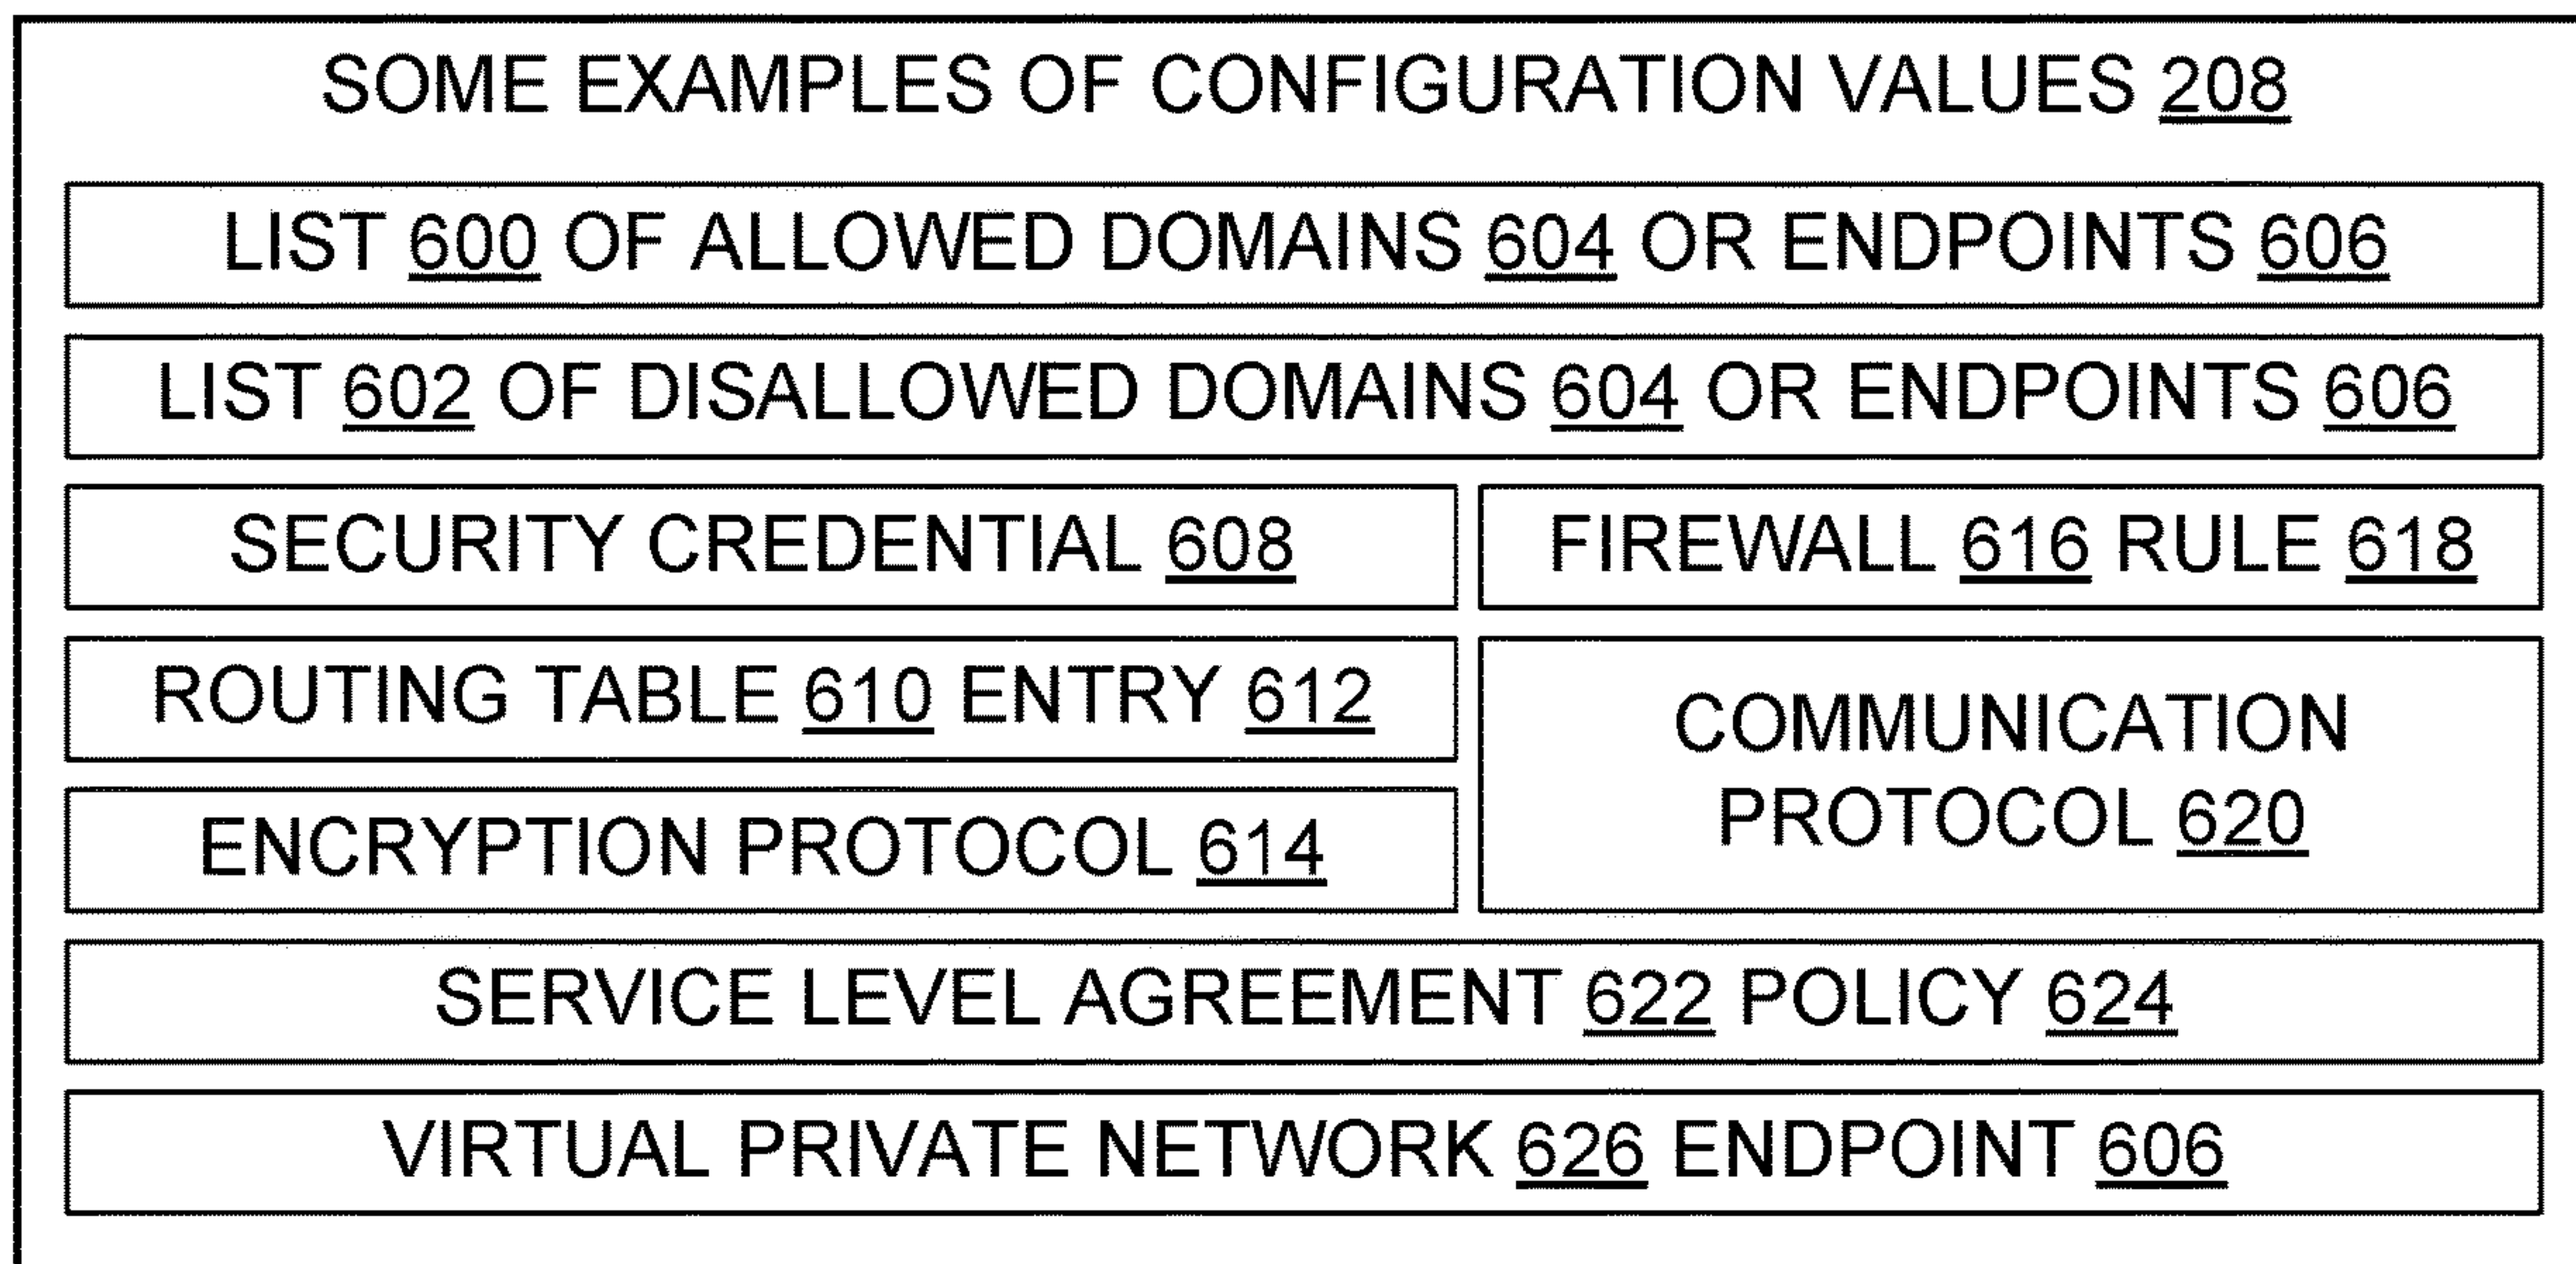 SOME EXAMPLES OF CONFIGURATION VALUES 208
LIST 600 OF ALLOWED DOMAINS 604 OR ENDPOINTS 606
LIST 602 OF DISALLOWED DOMAINS 604 OR ENDPOINTS 606
SECURITY CREDENTIAL 608
FIREWALL 616 RULE 618
ROUTING TABLE 610 ENTRY 612
ENCRYPTION PROTOCOL 614
COMMUNICATION
PROTOCOL 620
SERVICE LEVEL AGREEMENT 622 POLICY 624
VIRTUAL PRIVATE NETWORK 626 ENDPOINT 606